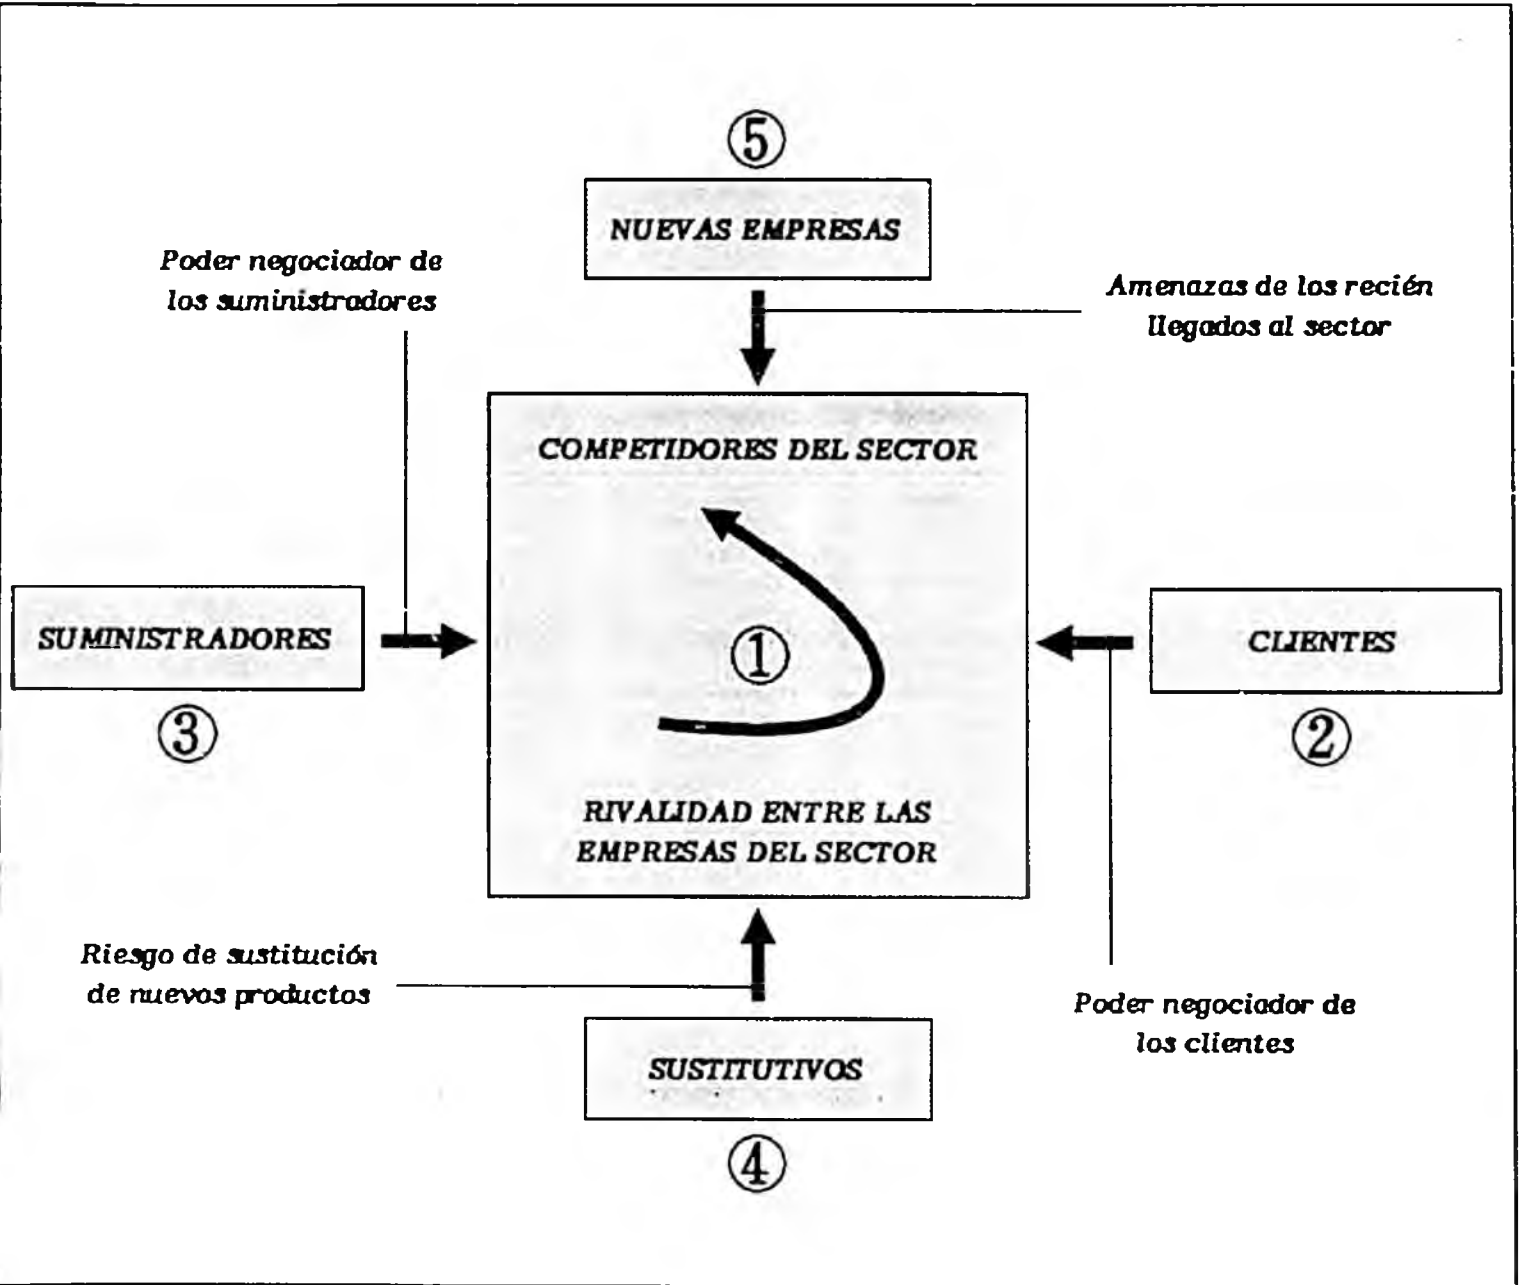 ⑤
NUEVAS EMPRESAS
Poder negociador de
los suministradores
Amenazas de los recién
llegados al sector
COMPETIDORES DEL SECTOR
SUMINISTRADORES
③
①
CLIENTES
②
RIVALIDAD ENTRE LAS
EMPRESAS DEL SECTOR
Riesgo de sustitución
de nuevos productos
Poder negociador de
los clientes
SUSTITUTIVOS
④